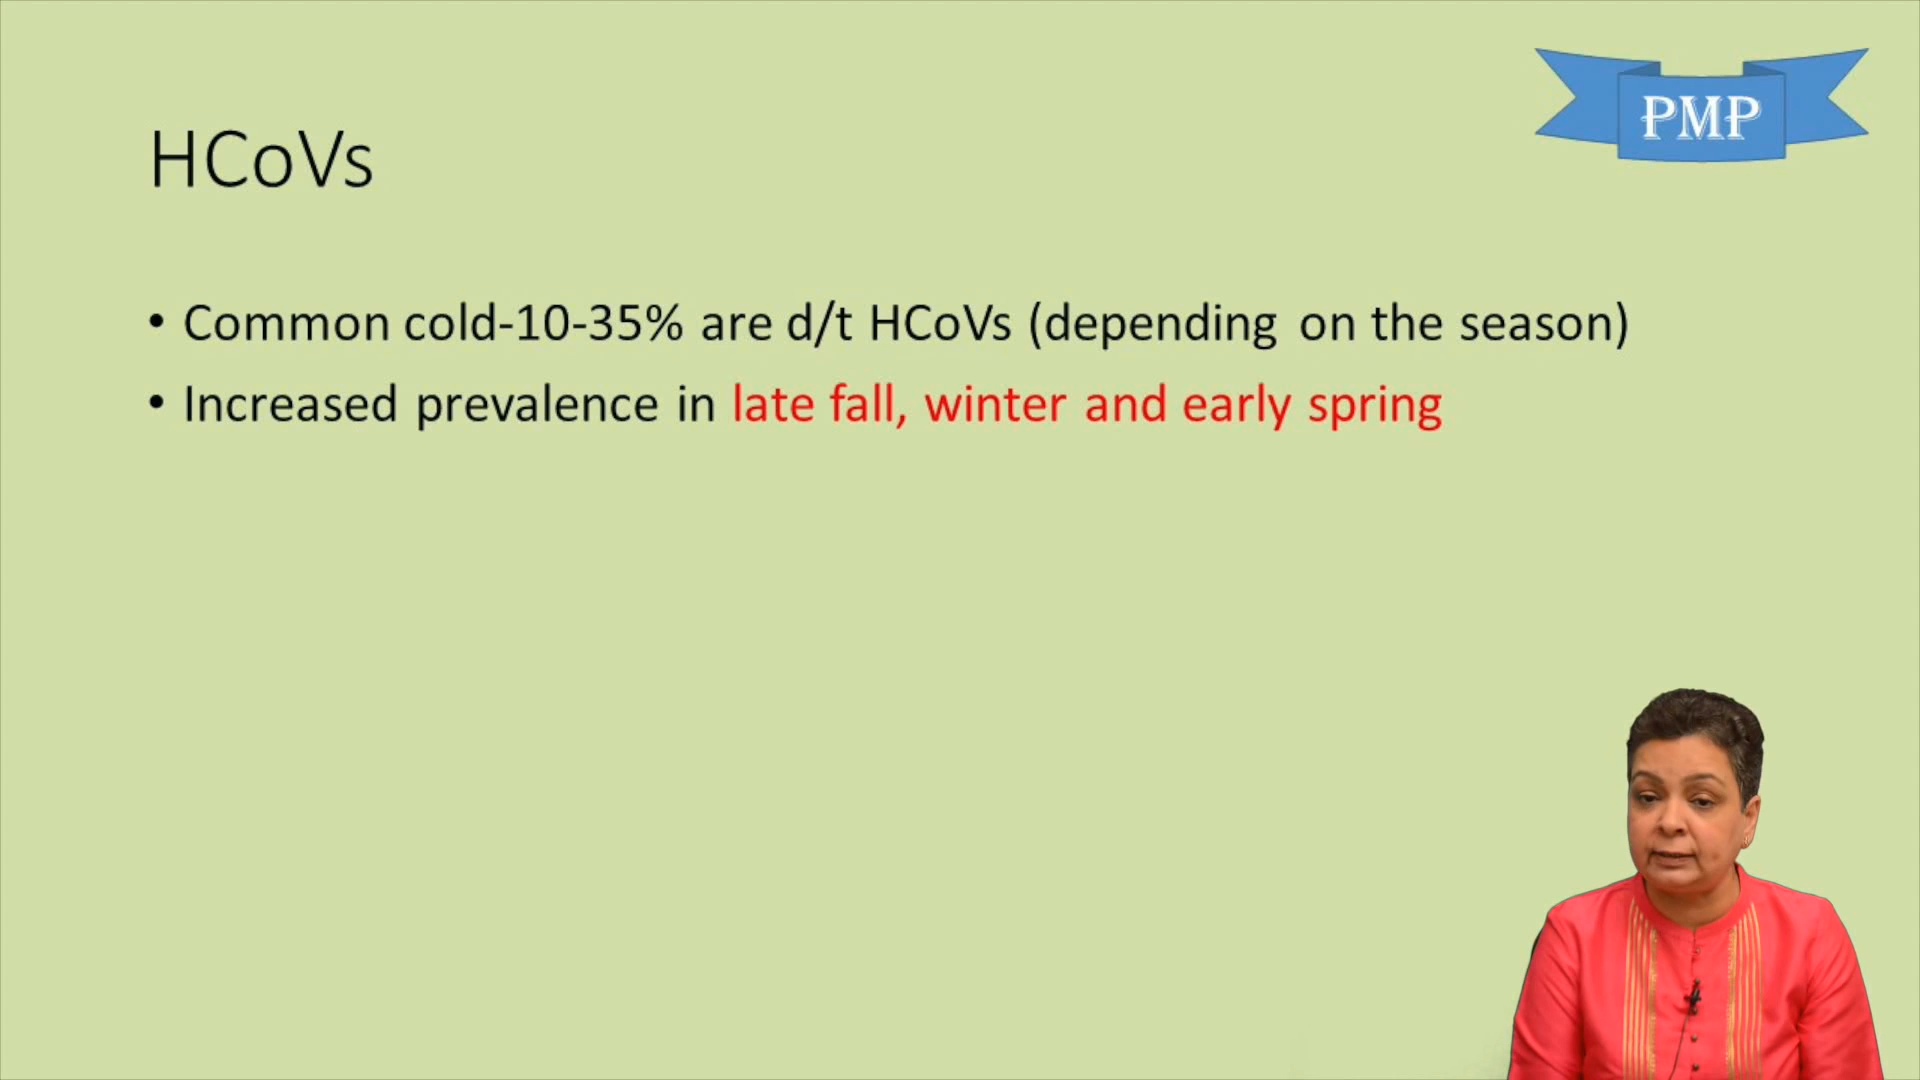 PMP
HCoVs
• Common cold-10-35% are d/t HCoVs (depending on the season)
• Increased prevalence in late fall, winter and early spring